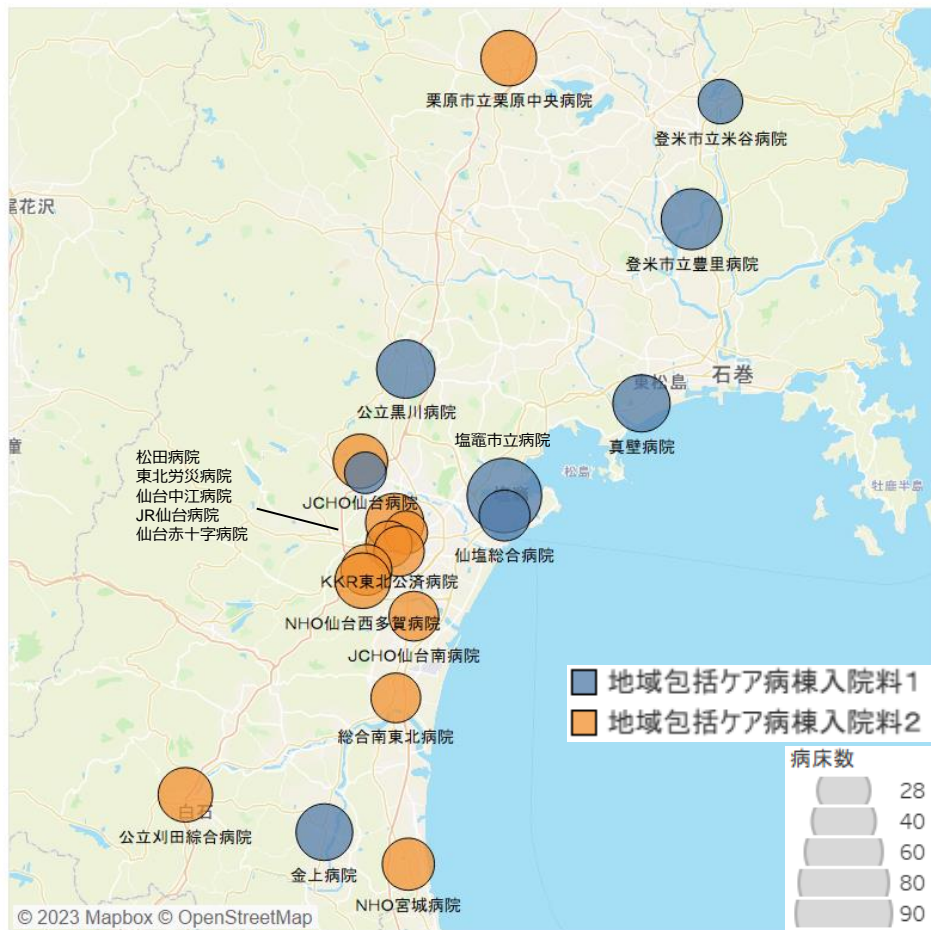 栗原市立栗原中央病院
登米市立米谷病院
尾花沢
登米市立豊里病院
公立黒川病院
東松島
石巻
真壁病院
塩竈市立病院
童
松田病院
東北労災病院
仙台中江病院
JR仙台病院
仙台赤十字病院
松島
牡鹿半島
JCHO仙台病院
仙塩総合病院
KKR東北公済病院
NHO仙台西多賀病院
JCHO仙台南病院
地域包括ケア病棟入院料1
地域包括ケア病棟入院料2
総合南東北病院
病床数
28
40
60
80
90
白石
公立刈田綜合病院
金上病院
NHO宮城病院
© 2023 Mapbox © OpenStreetMap